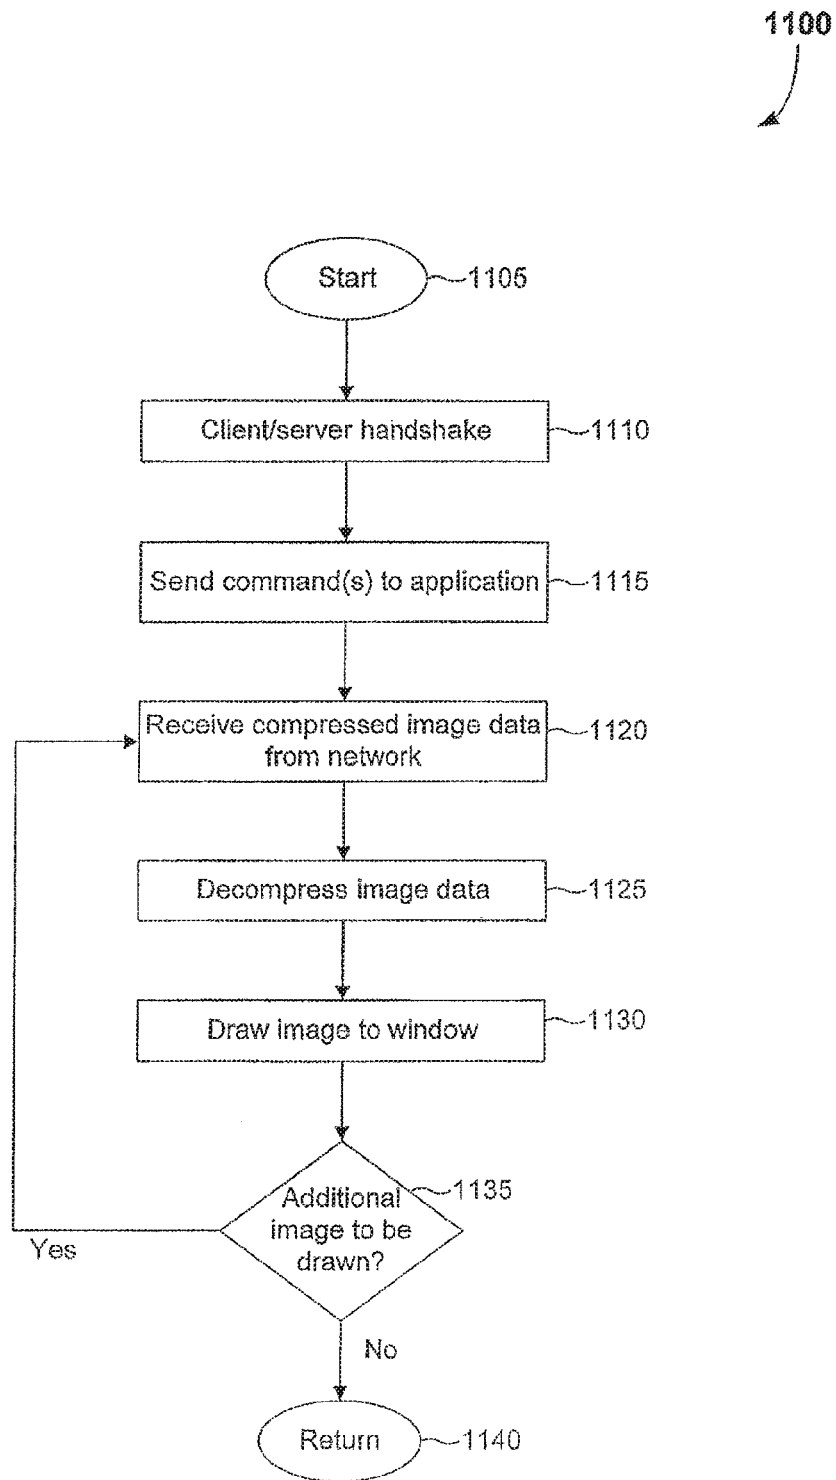 1100
Start
1105
Client/server handshake
1110
Send command(s) to application
1115
Receive compressed image data
from network
1120
Decompress image data
1125
Draw image to window
1130
Additional
image to be
drawn?
1135
Yes
No
Return
1140